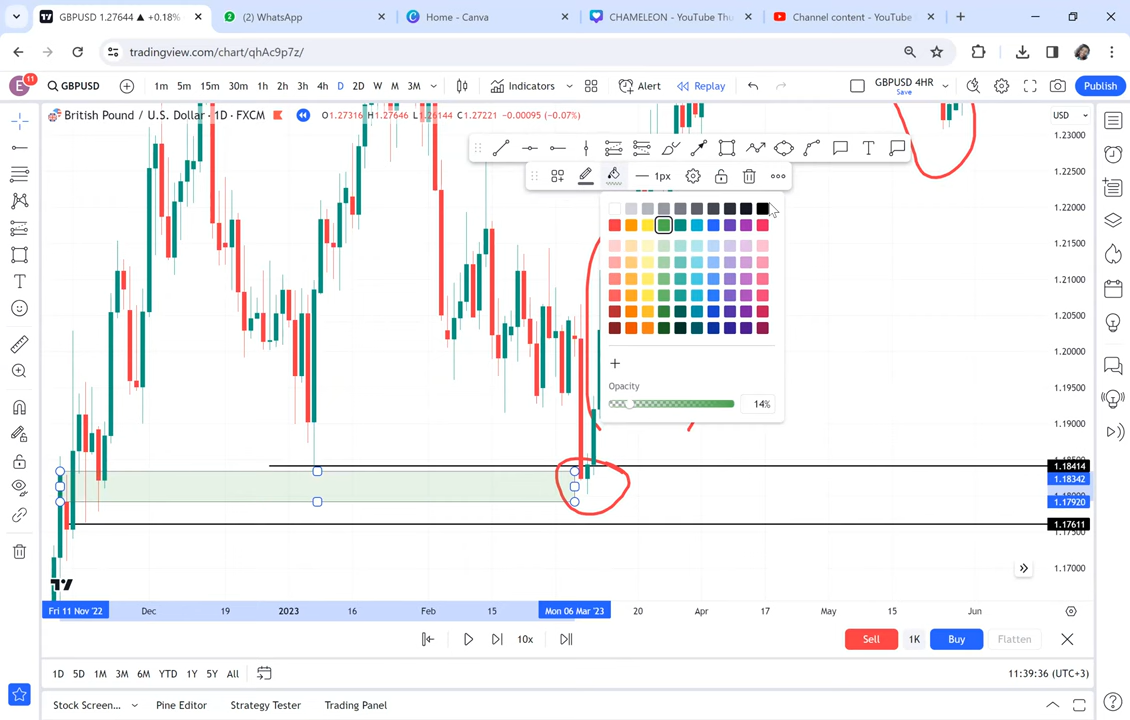 GBPUSD 1.27644 ▲ +0.18%
(2) WhatsApp
Home - Canva
CHAMELEON - YouTube Thu
Channel content - YouTube
tradingview.com/chart/qhAc9p7z/
E 11 GBPUSD 1m 5m 15m 30m 1h 2h 3h 4h D 2D W M 3M Indicators Alert Replay GBPUSD 4HR Save Publish
British Pound / U.S. Dollar · 1D · FXCM O1.27316 H1.27646 L1.26144 C1.27221 −0.00095 (−0.07%) USD
1.23000
1.22500
1px
1.22000
1.21500
1.21000
1.20500
1.20000
1.19500
Opacity
14%
1.19000
1.18414
1.18342
1.17920
1.17611
1.17000
Fri 11 Nov '22 Dec 19 2023 16 Feb 15 Mon 06 Mar '23 20 Apr 17 May 15 Jun
10x Sell 1K Buy Flatten
1D 5D 1M 3M 6M YTD 1Y 5Y All 11:39:36 (UTC+3)
Stock Screen... Pine Editor Strategy Tester Trading Panel